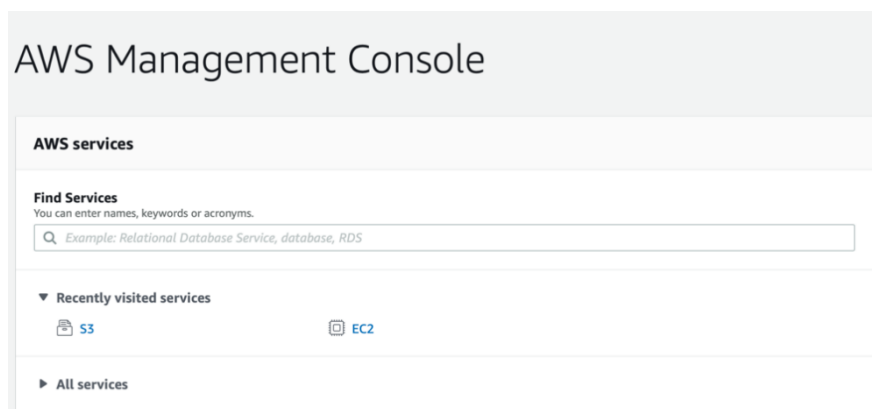 AWS Management Console
AWS services
Find Services
You can enter names, keywords or acronyms.
Example: Relational Database Service, database, RDS
Recently visited services
S3
EC2
All services